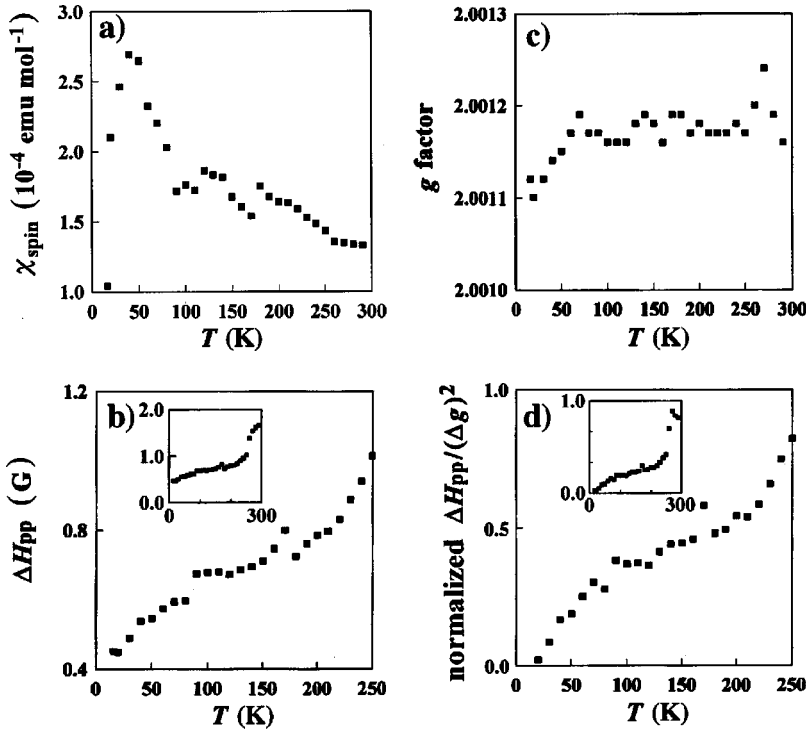 a)
3.0
2.5
2.0
1.5
1.0
0 50 100 150 200 250 300
T (K)
χspin (10⁻⁴ emu mol⁻¹)
c)
2.0013
2.0012
2.0011
2.0010
0 50 100 150 200 250 300
T (K)
g factor
b)
1.2
0.8
0.4
0 50 100 150 200 250
T (K)
ΔHpp (G)
2.0
1.0
0.0
0 300
d)
1.0
0.5
0.0
0 50 100 150 200 250
T (K)
normalized ΔHpp/(Δg)²
1.0
0.0
0 300